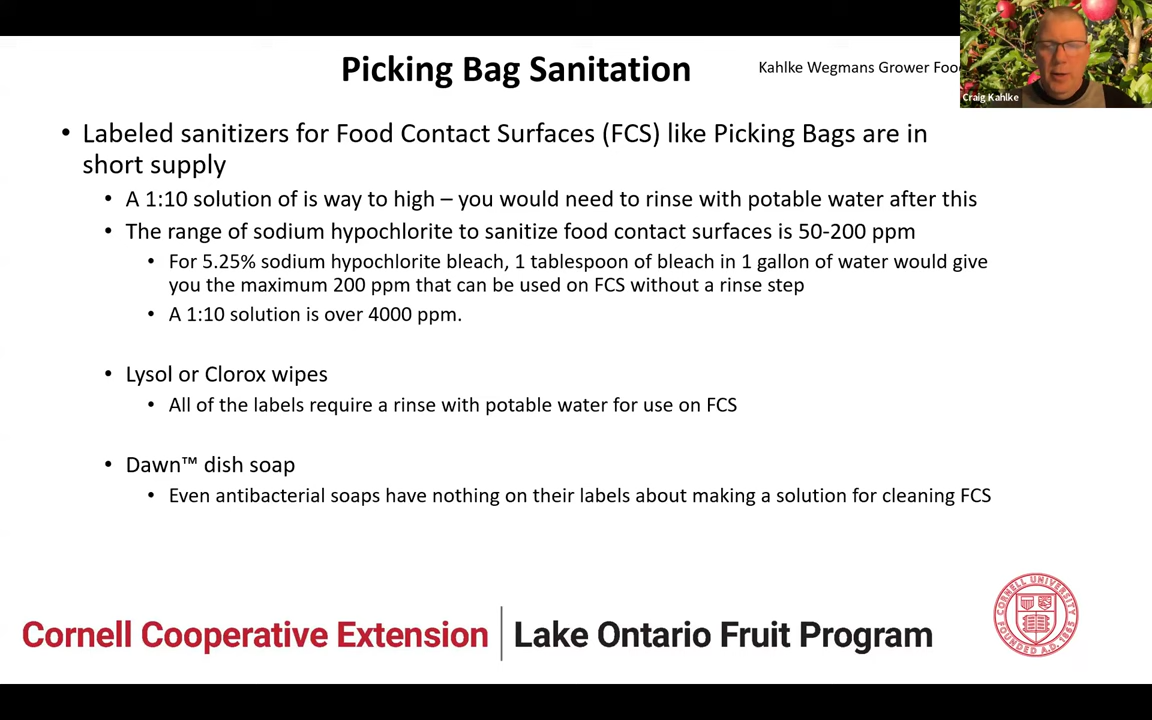 Picking Bag Sanitation
Kahlke Wegmans Grower Foo
Craig Kahlke
• Labeled sanitizers for Food Contact Surfaces (FCS) like Picking Bags are in
short supply
• A 1:10 solution of is way to high – you would need to rinse with potable water after this
• The range of sodium hypochlorite to sanitize food contact surfaces is 50-200 ppm
• For 5.25% sodium hypochlorite bleach, 1 tablespoon of bleach in 1 gallon of water would give
you the maximum 200 ppm that can be used on FCS without a rinse step
• A 1:10 solution is over 4000 ppm.
• Lysol or Clorox wipes
• All of the labels require a rinse with potable water for use on FCS
• Dawn™ dish soap
• Even antibacterial soaps have nothing on their labels about making a solution for cleaning FCS
Cornell Cooperative Extension | Lake Ontario Fruit Program
CORNELL UNIVERSITY
FOUNDED A.D. 1865